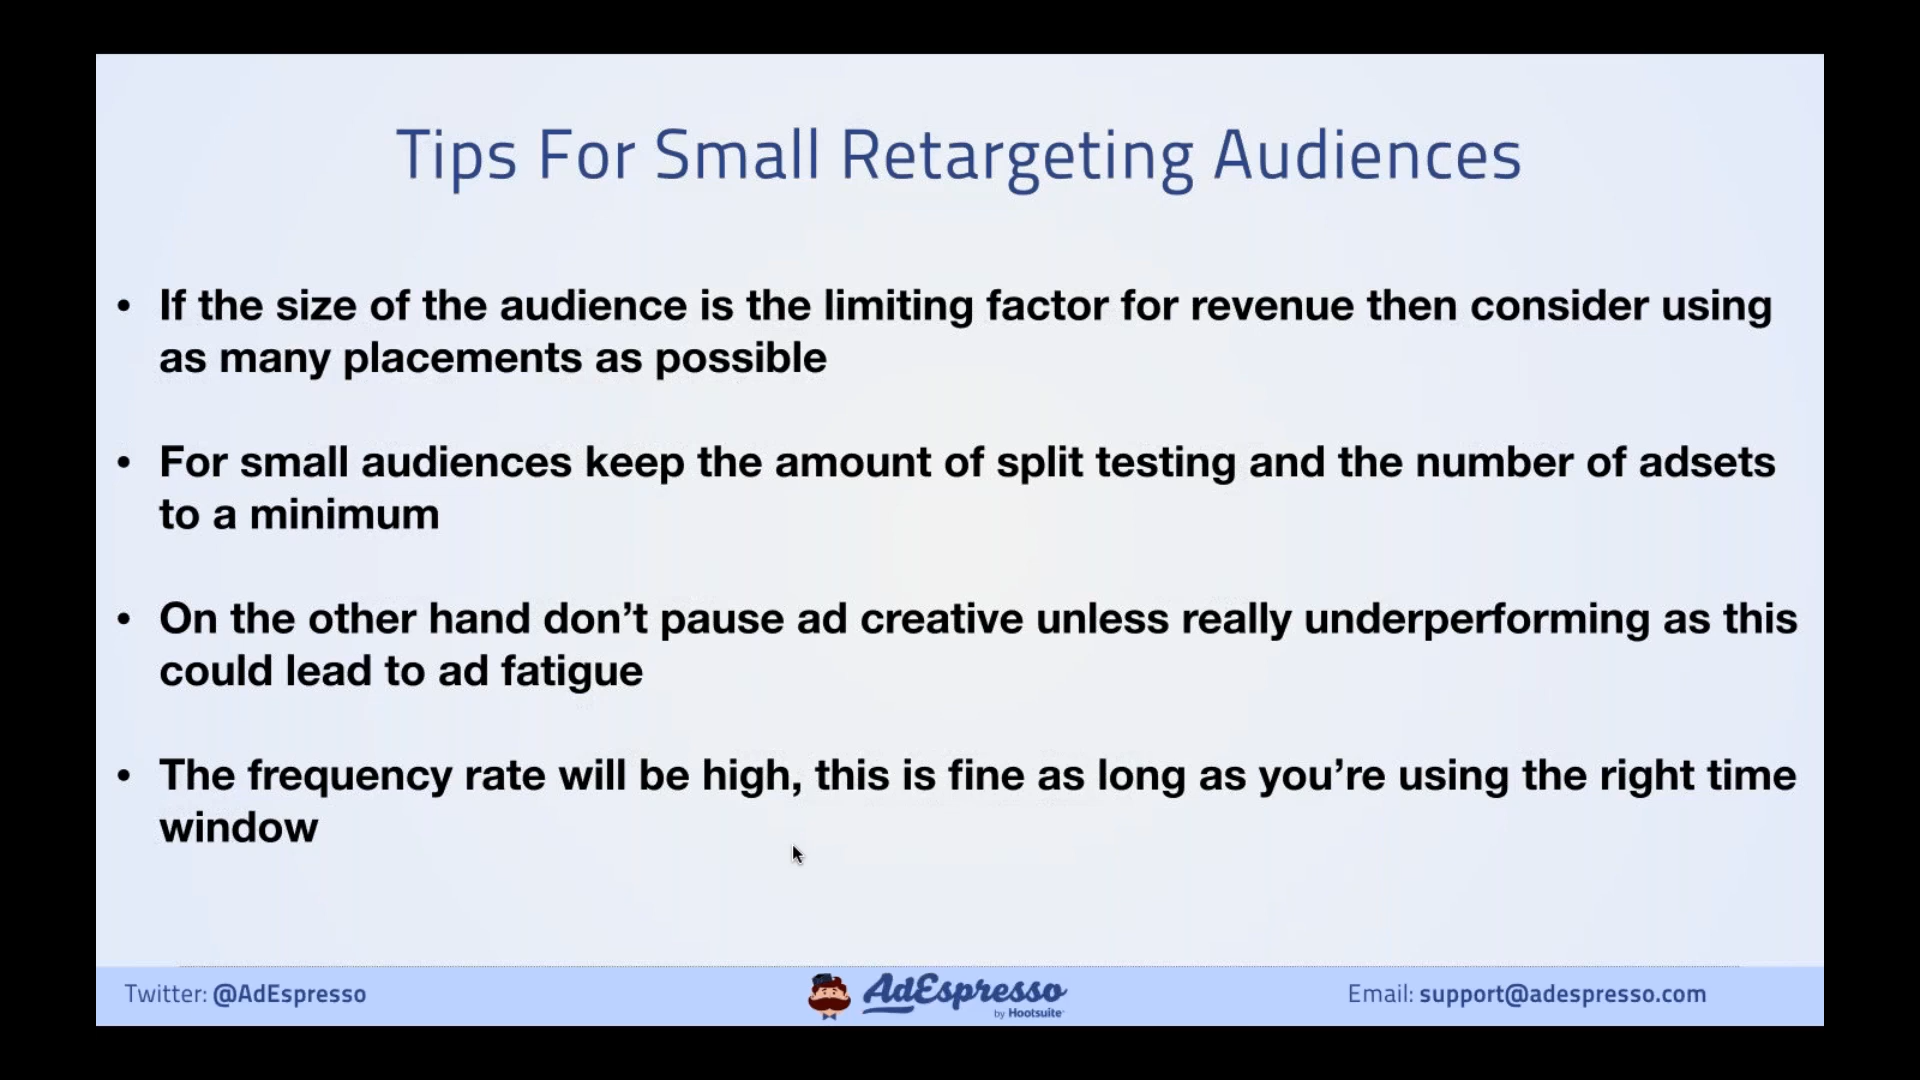 Tips For Small Retargeting Audiences
• If the size of the audience is the limiting factor for revenue then consider using
as many placements as possible
• For small audiences keep the amount of split testing and the number of adsets
to a minimum
• On the other hand don’t pause ad creative unless really underperforming as this
could lead to ad fatigue
• The frequency rate will be high, this is fine as long as you’re using the right time
window
Twitter: @AdEspresso
AdEspresso
by Hootsuite™
Email: support@adespresso.com